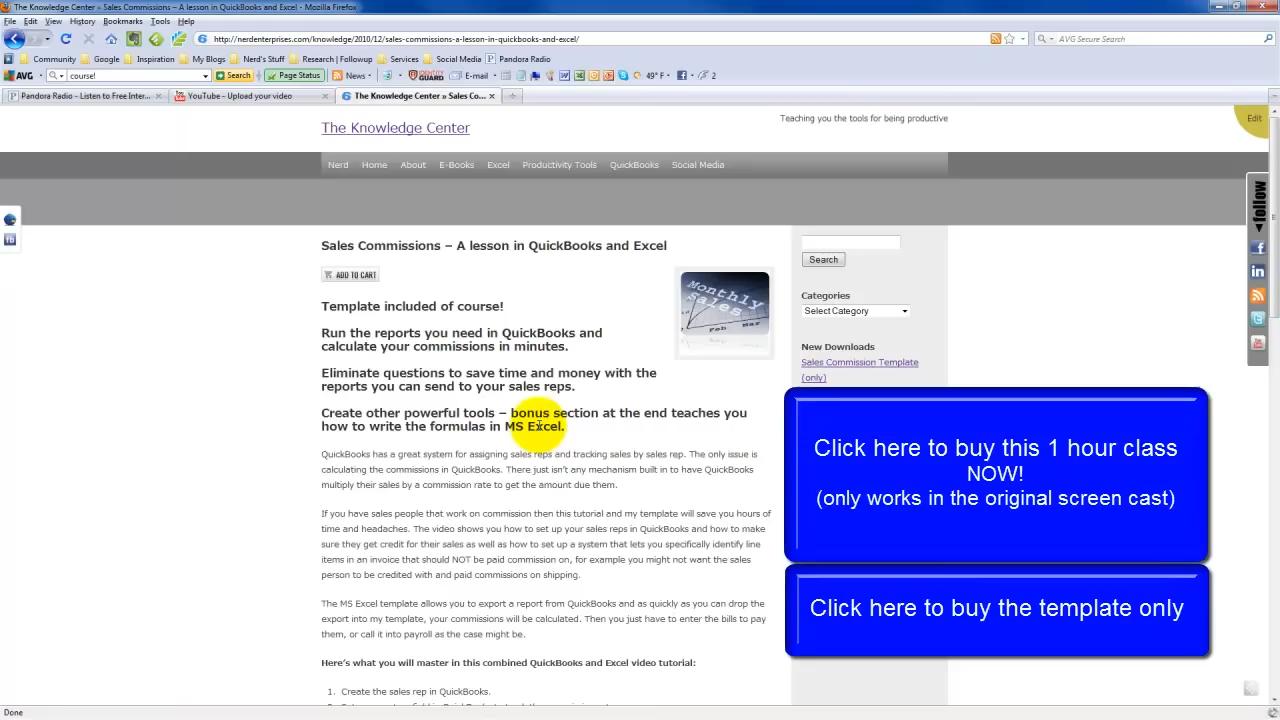 The Knowledge Center » Sales Commissions – A lesson in QuickBooks and Excel - Mozilla Firefox
File Edit View History Bookmarks Tools Help
http://nerdenterprises.com/knowledge/2010/12/sales-commissions-a-lesson-in-quickbooks-and-excel/
AVG Secure Search
Community Google Inspiration My Blogs Nerd's Stuff Research | Followup Services Social Media Pandora Radio
AVG course! Search Page Status News IDENTITY GUARD E-mail 49° F 2
Pandora Radio - Listen to Free Inter... YouTube - Upload your video The Knowledge Center » Sales Co...
The Knowledge Center
Teaching you the tools for being productive
Edit
Nerd Home About E-Books Excel Productivity Tools QuickBooks Social Media
follow
Sales Commissions – A lesson in QuickBooks and Excel
ADD TO CART
Monthly
Sales
Feb Mar
Template included of course!
Run the reports you need in QuickBooks and
calculate your commissions in minutes.
Eliminate questions to save time and money with the
reports you can send to your sales reps.
Create other powerful tools – bonus section at the end teaches you
how to write the formulas in MS Excel.
QuickBooks has a great system for assigning sales reps and tracking sales by sales rep. The only issue is
calculating the commissions in QuickBooks. There just isn't any mechanism built in to have QuickBooks
multiply their sales by a commission rate to get the amount due them.
If you have sales people that work on commission then this tutorial and my template will save you hours of
time and headaches. The video shows you how to set up your sales reps in QuickBooks and how to make
sure they get credit for their sales as well as how to set up a system that lets you specifically identify line
items in an invoice that should NOT be paid commission on, for example you might not want the sales
person to be credited with and paid commissions on shipping.
The MS Excel template allows you to export a report from QuickBooks and as quickly as you can drop the
export into my template, your commissions will be calculated. Then you just have to enter the bills to pay
them, or call it into payroll as the case might be.
Here's what you will master in this combined QuickBooks and Excel video tutorial:
1. Create the sales rep in QuickBooks.
Search
Categories
Select Category
New Downloads
Sales Commission Template
(only)
Click here to buy this 1 hour class
NOW!
(only works in the original screen cast)
Click here to buy the template only
Done